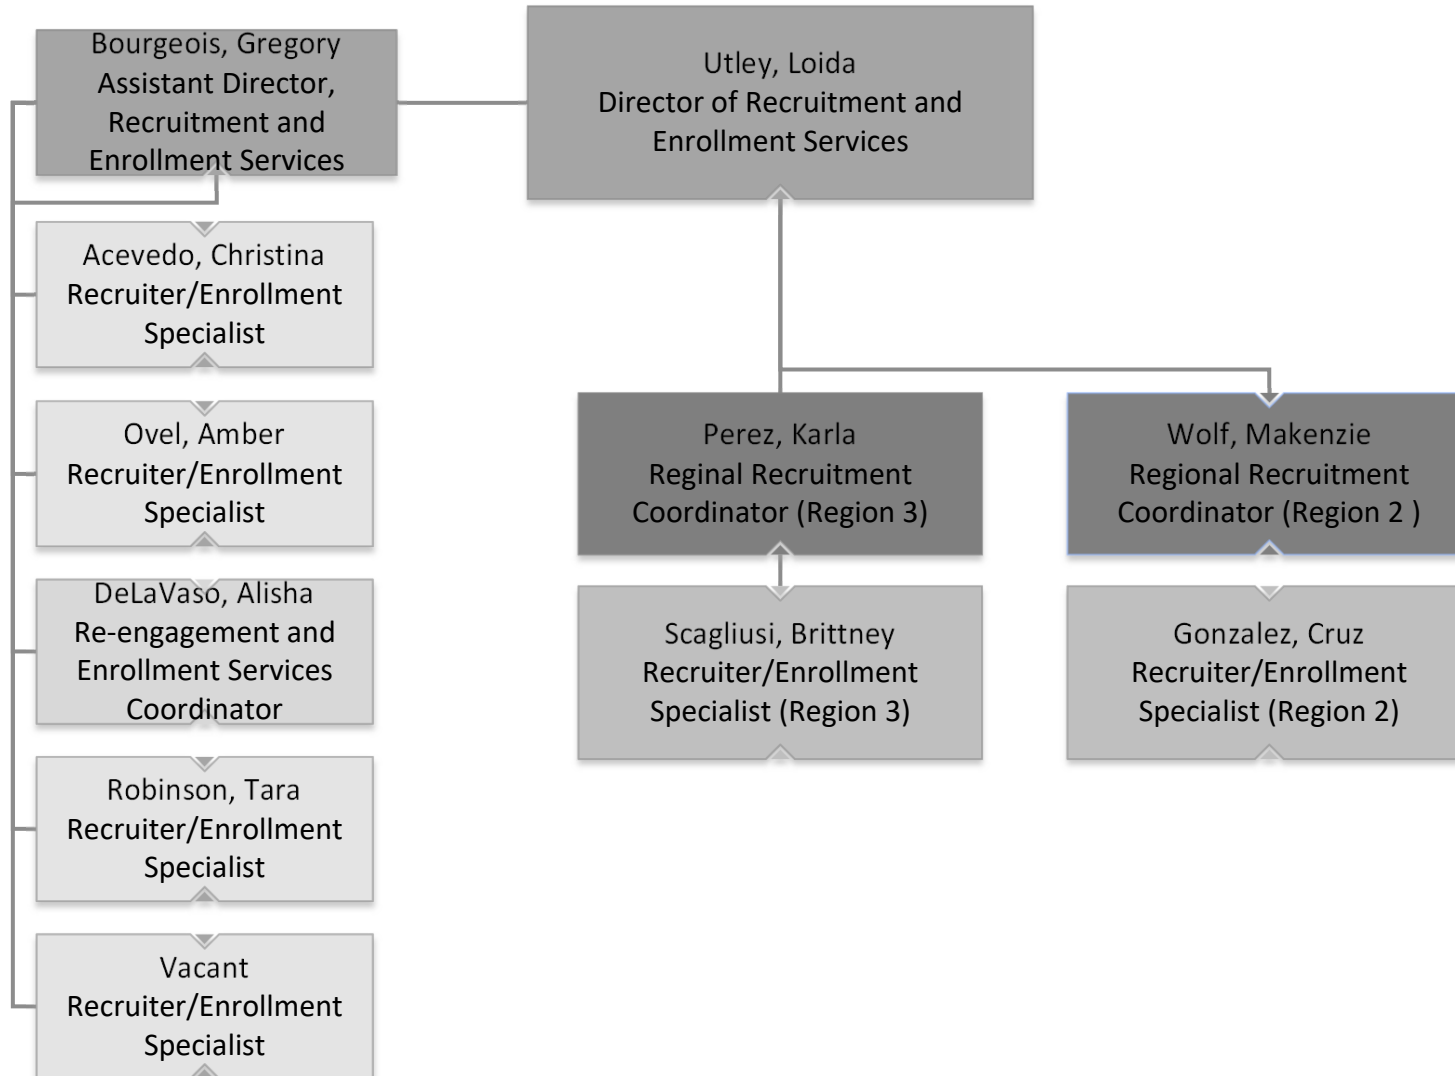 Bourgeois, Gregory
Assistant Director,
Recruitment and
Enrollment Services
Utley, Loida
Director of Recruitment and
Enrollment Services
Acevedo, Christina
Recruiter/Enrollment
Specialist
Ovel, Amber
Recruiter/Enrollment
Specialist
DeLaVaso, Alisha
Re-engagement and
Enrollment Services
Coordinator
Robinson, Tara
Recruiter/Enrollment
Specialist
Vacant
Recruiter/Enrollment
Specialist
Perez, Karla
Reginal Recruitment
Coordinator (Region 3)
Wolf, Makenzie
Regional Recruitment
Coordinator (Region 2 )
Scagliusi, Brittney
Recruiter/Enrollment
Specialist (Region 3)
Gonzalez, Cruz
Recruiter/Enrollment
Specialist (Region 2)